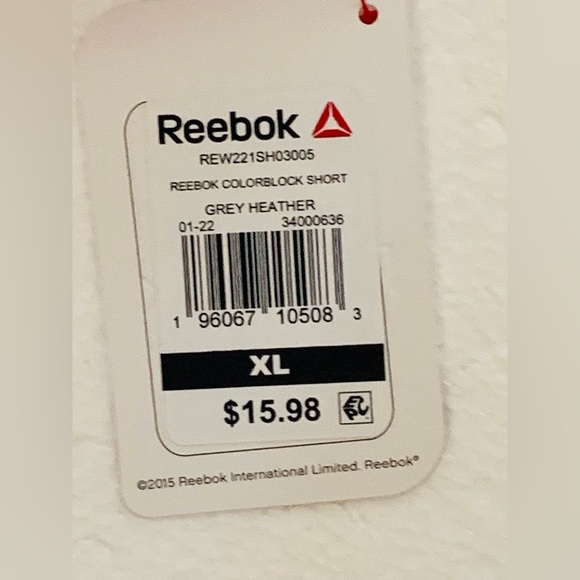 Reebok
REW221SH03005
REEBOK COLORBLOCK SHORT
GREY HEATHER
01-22 34000636
1 96067 10508 3
XL
$15.98
©2015 Reebok International Limited. Reebok®